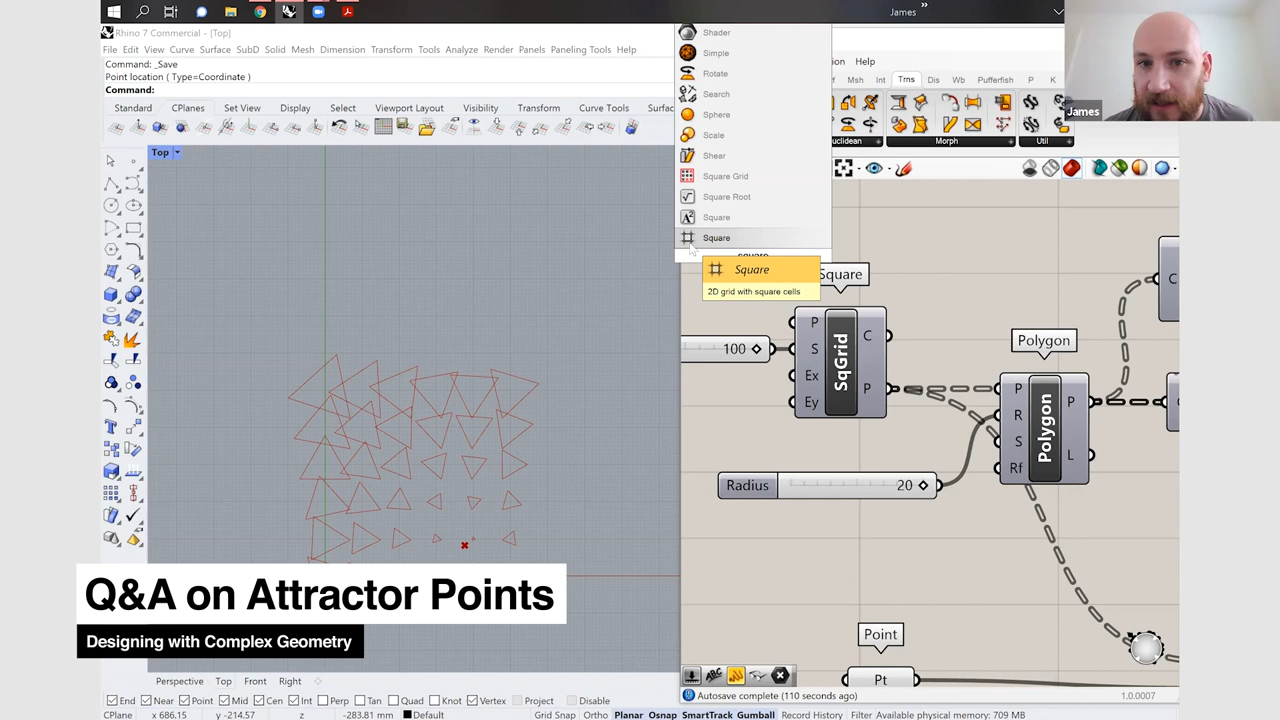 James
Rhino 7 Commercial - [Top]
File Edit View Curve Surface SubD Solid Mesh Dimension Transform Tools Analyze Render Panels Paneling Tools Help
Command: _Save
Point location ( Type=Coordinate )
Command:
Standard CPlanes Set View Display Select Viewport Layout Visibility Transform Curve Tools Surfac
Top
Shader
Simple
Rotate
Search
Sphere
Scale
Shear
Square Grid
Square Root
Square
Square
square
Square
2D grid with square cells
ion Help
Msh Int Trns Dis Wb Pufferfish P K
uclidean Morph Util
James
Square
P
S
Ex
Ey
SqGrid
C
P
100
Polygon
P
R
S
Rf
Polygon
P
L
C
Radius 20
Point
Pt
Q&A on Attractor Points
Designing with Complex Geometry
Perspective Top Front Right
End Near Point Mid Cen Int Perp Tan Quad Knot Vertex Project Disable
CPlane x 686.15 y -214.57 z -283.81 mm Default Grid Snap Ortho Planar Osnap SmartTrack Gumball Record History Filter Available physical memory: 709 MB
Autosave complete (110 seconds ago)
1.0.0007